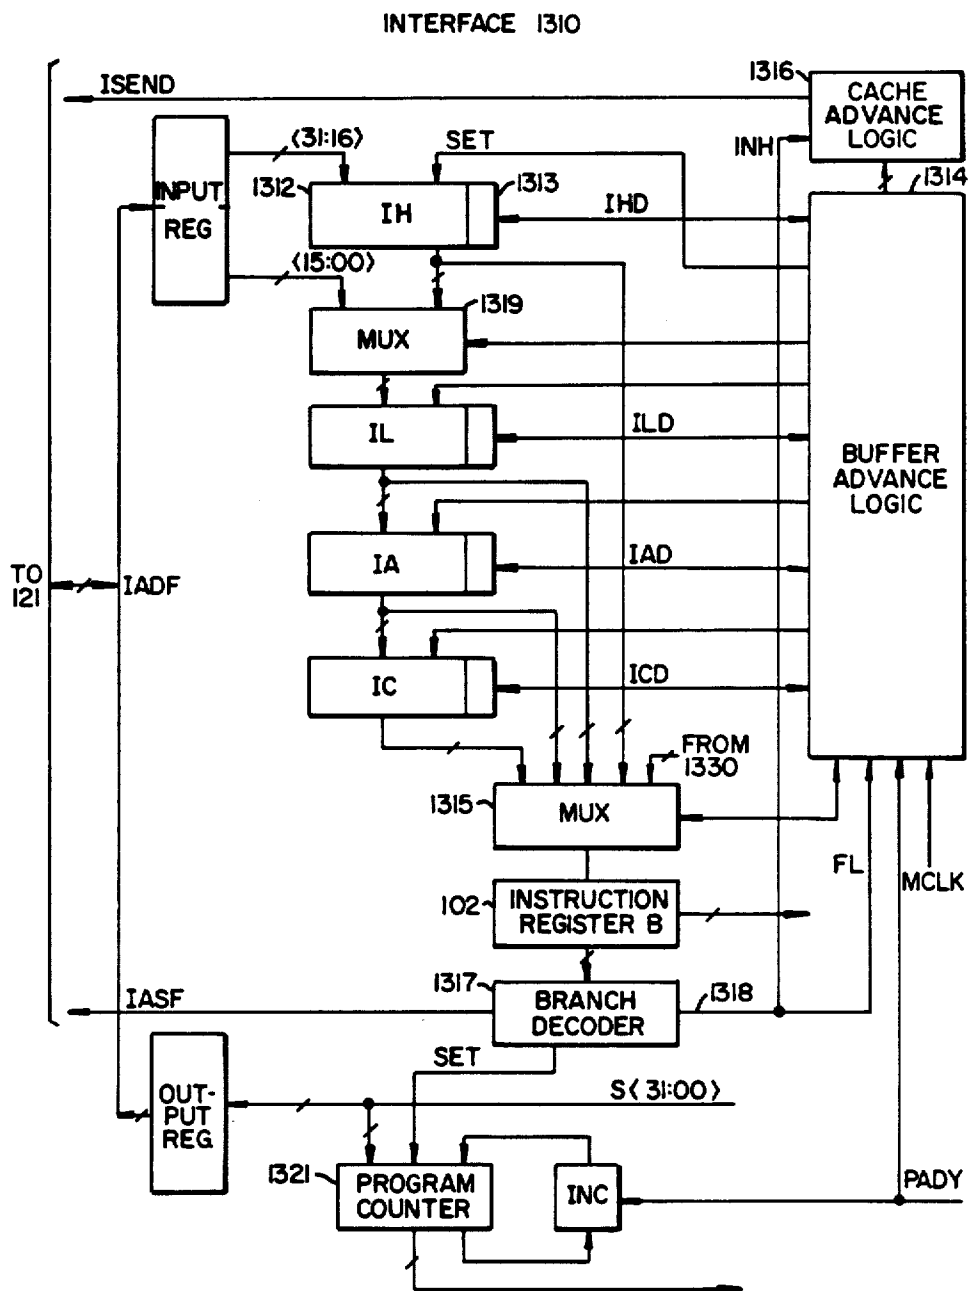 INTERFACE 1310
ISEND
1316
CACHE
ADVANCE
LOGIC
INH
<31:16>
SET
1312
1313
1314
INPUT
REG
IH
IHD
<15:00>
1319
MUX
IL
ILD
BUFFER
ADVANCE
LOGIC
IA
IAD
TO
121
IADF
IC
ICD
FROM
1330
1315
MUX
FL
MCLK
102
INSTRUCTION
REGISTER B
1317
IASF
BRANCH
DECODER
1318
SET
OUT-
PUT
REG.
S<31:00>
1321
PROGRAM
COUNTER
INC
PADY